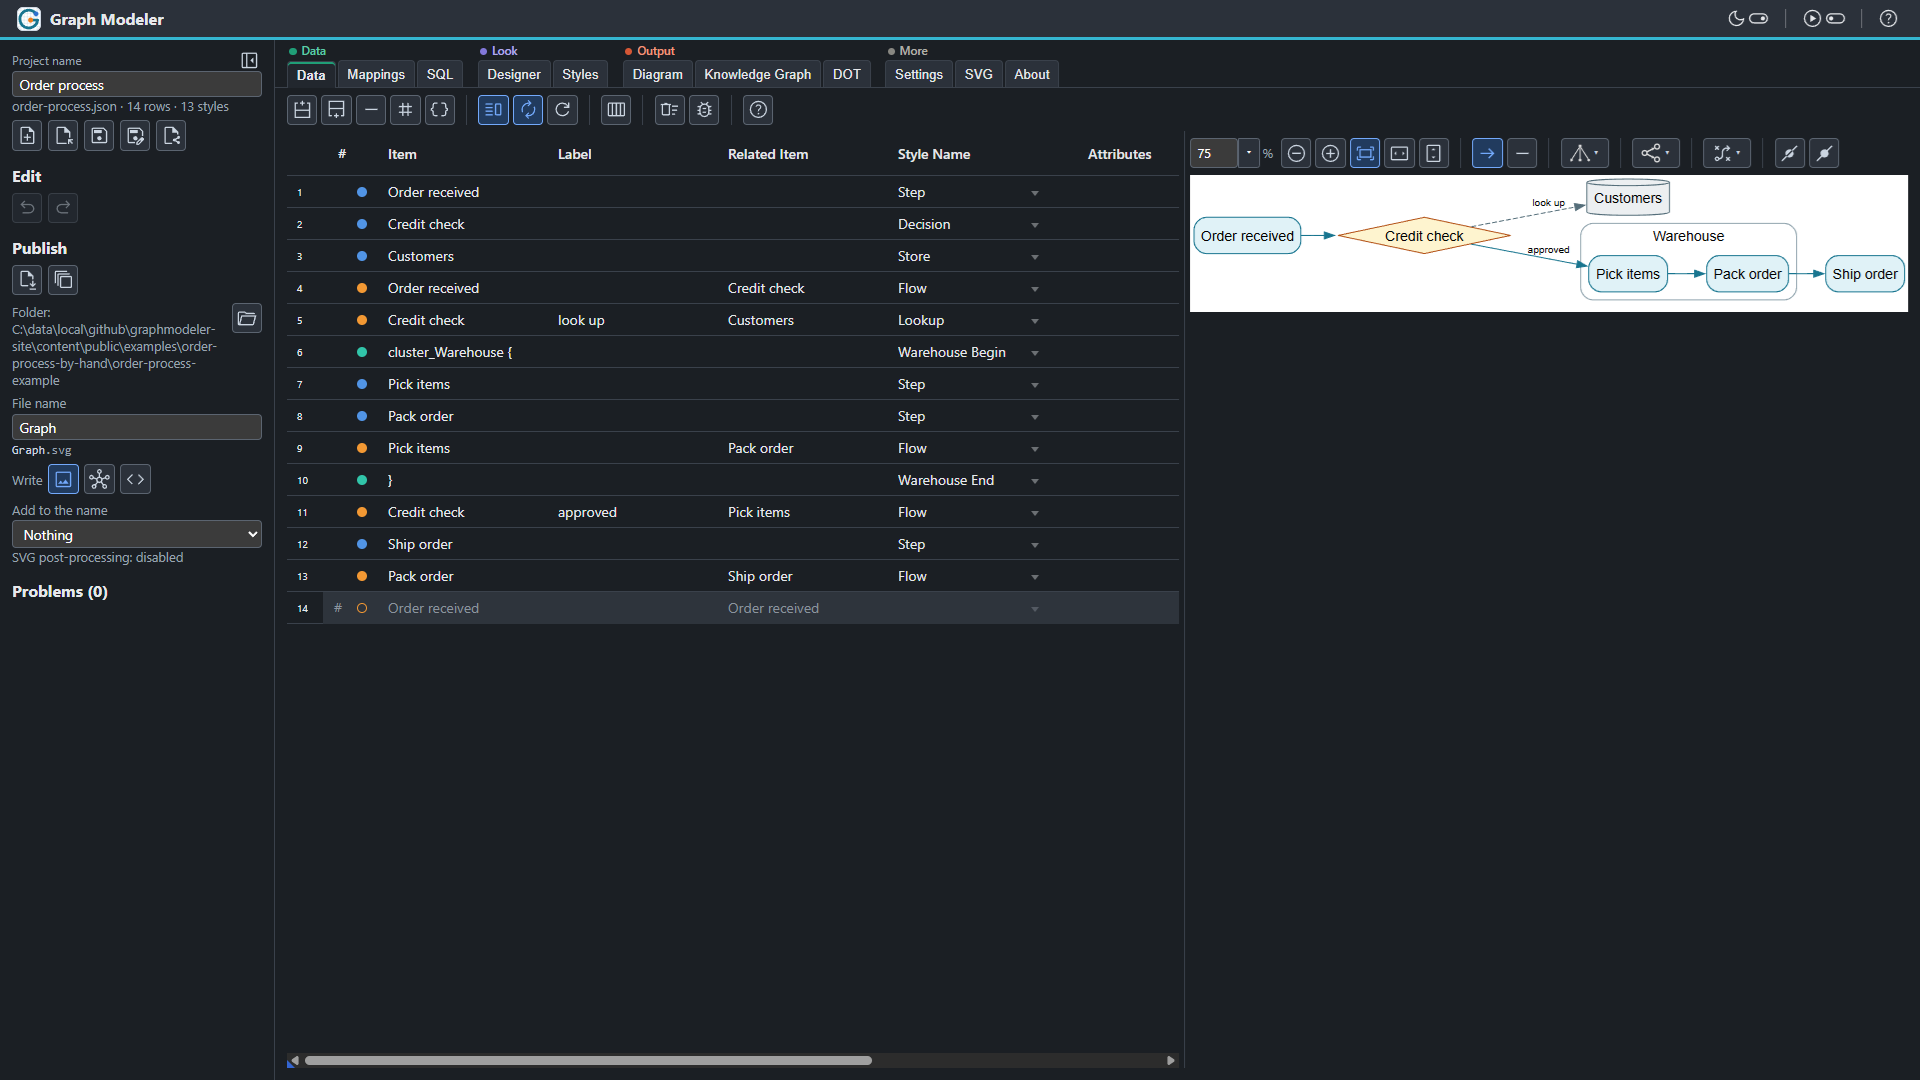 Graph Modeler
Project name
Order process
order-process.json · 14 rows · 13 styles
Edit
Publish
Folder:
C:\data\local\github\graphmodeler-
site\content\public\examples\order-
process-by-hand\order-process-
example
File name
Graph
Graph.svg
Write
Add to the name
Nothing
SVG post-processing: disabled
Problems (0)
Data Look Output More
Data Mappings SQL Designer Styles Diagram Knowledge Graph DOT Settings SVG About
# Item Label Related Item Style Name Attributes
1 Order received Step
2 Credit check Decision
3 Customers Store
4 Order received Credit check Flow
5 Credit check look up Customers Lookup
6 cluster_Warehouse { Warehouse Begin
7 Pick items Step
8 Pack order Step
9 Pick items Pack order Flow
10 } Warehouse End
11 Credit check approved Pick items Flow
12 Ship order Step
13 Pack order Ship order Flow
14 # Order received Order received
75 %
look up
Customers
Order received
Credit check
Warehouse
approved
Pick items
Pack order
Ship order